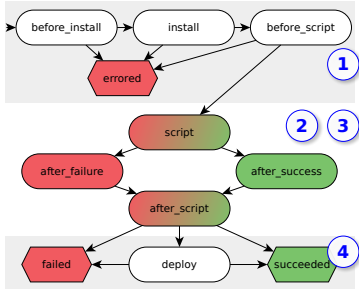 before_install
install
before_script
errored
1
script
2
3
after_failure
after_success
after_script
failed
deploy
succeeded
4